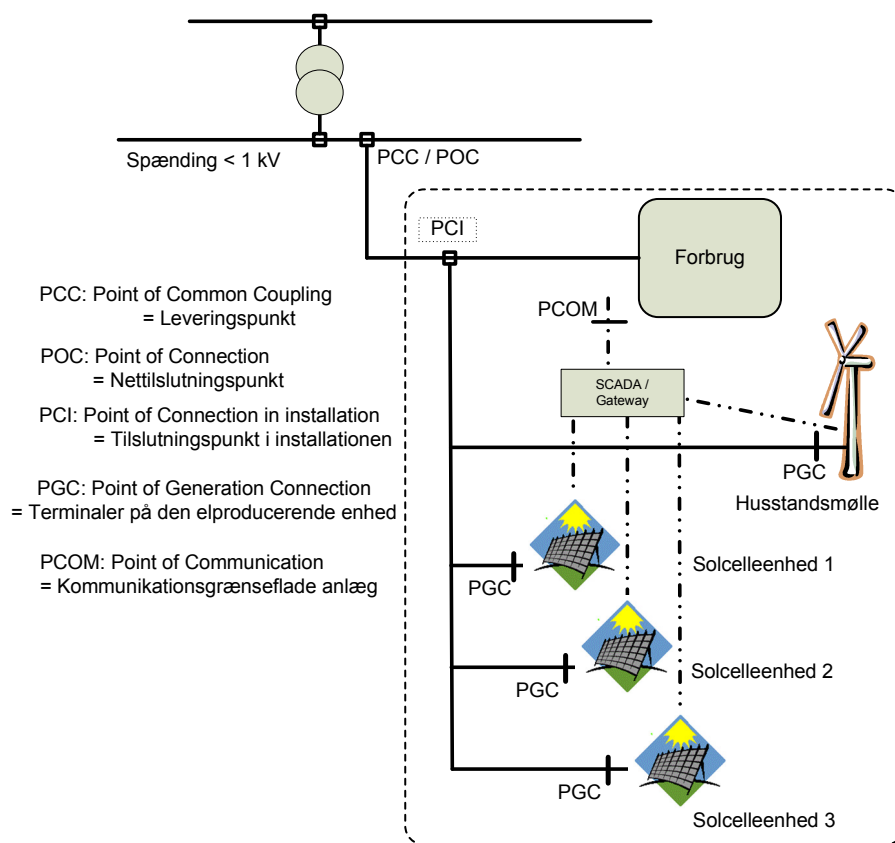 Spænding < 1 kV
PCC / POC
PCI
Forbrug
PCC: Point of Common Coupling
= Leveringspunkt
PCOM
POC: Point of Connection
= Nettilslutningspunkt
SCADA /
Gateway
PCI: Point of Connection in installation
= Tilslutningspunkt i installationen
PGC
Husstandsmølle
PGC: Point of Generation Connection
= Terminaler på den elproducerende enhed
PCOM: Point of Communication
= Kommunikationsgrænseflade anlæg
Solcelleenhed 1
PGC
Solcelleenhed 2
PGC
PGC
Solcelleenhed 3